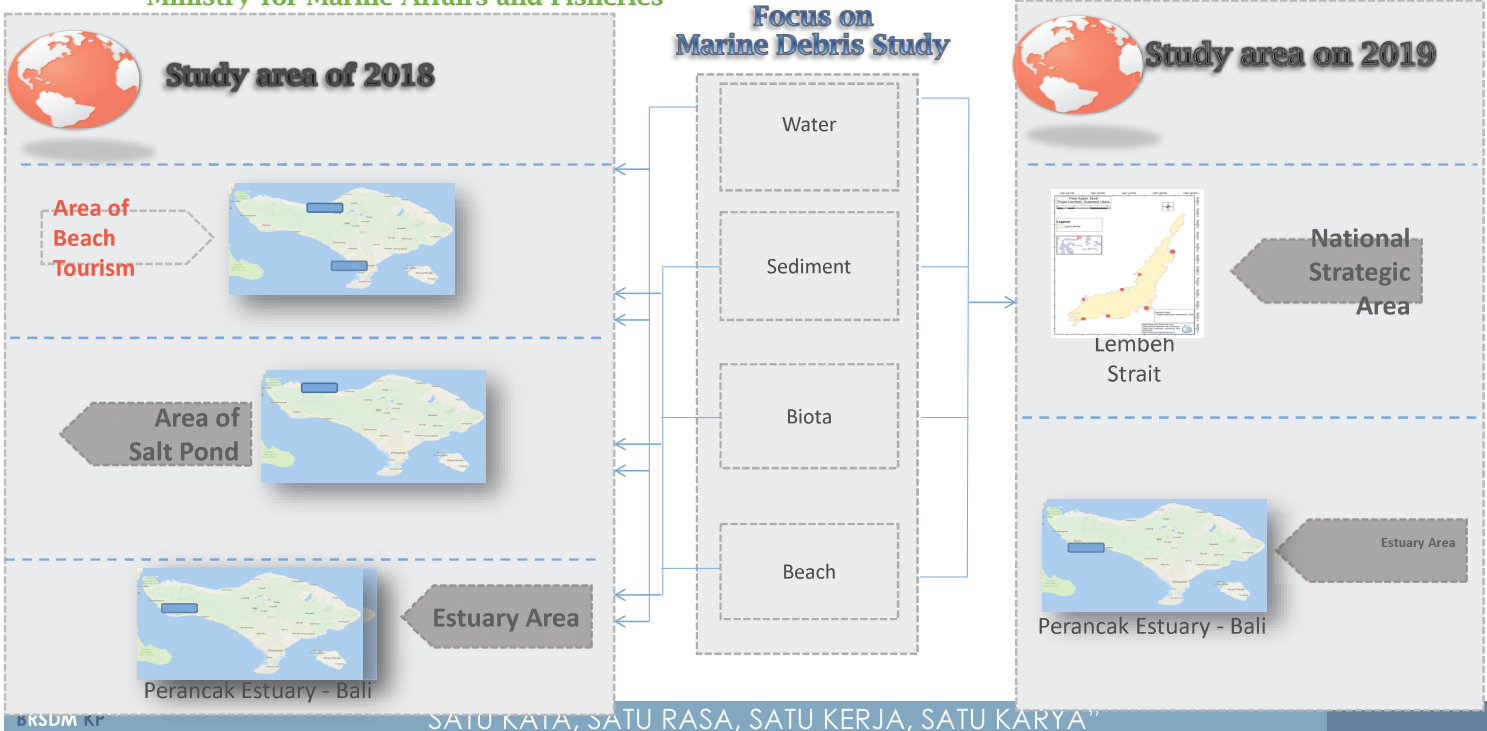 Ministry for Marine Affairs and Fisheries
Study area of 2018
Area of
Beach
Tourism
Area of
Salt Pond
Estuary Area
Perancak Estuary - Bali
Focus on
Marine Debris Study
Water
Sediment
Biota
Beach
Study area on 2019
National
Strategic
Area
Lembeh
Strait
Estuary Area
Perancak Estuary - Bali
BRSDM KP
SATU KATA, SATU RASA, SATU KERJA, SATU KARYA”